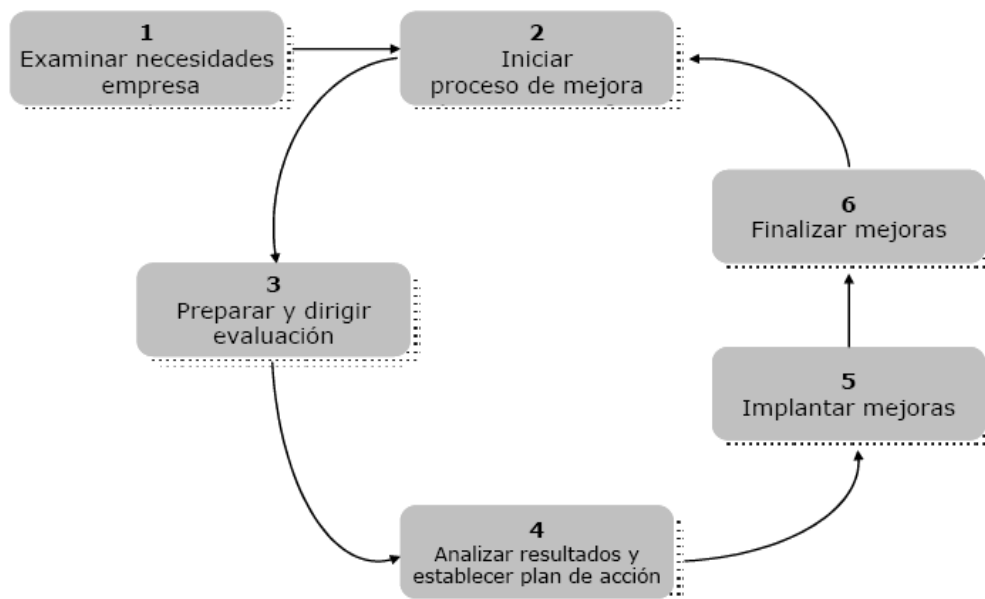 1
Examinar necesidades
empresa
2
Iniciar
proceso de mejora
3
Preparar y dirigir
evaluación
4
Analizar resultados y
establecer plan de acción
5
Implantar mejoras
6
Finalizar mejoras